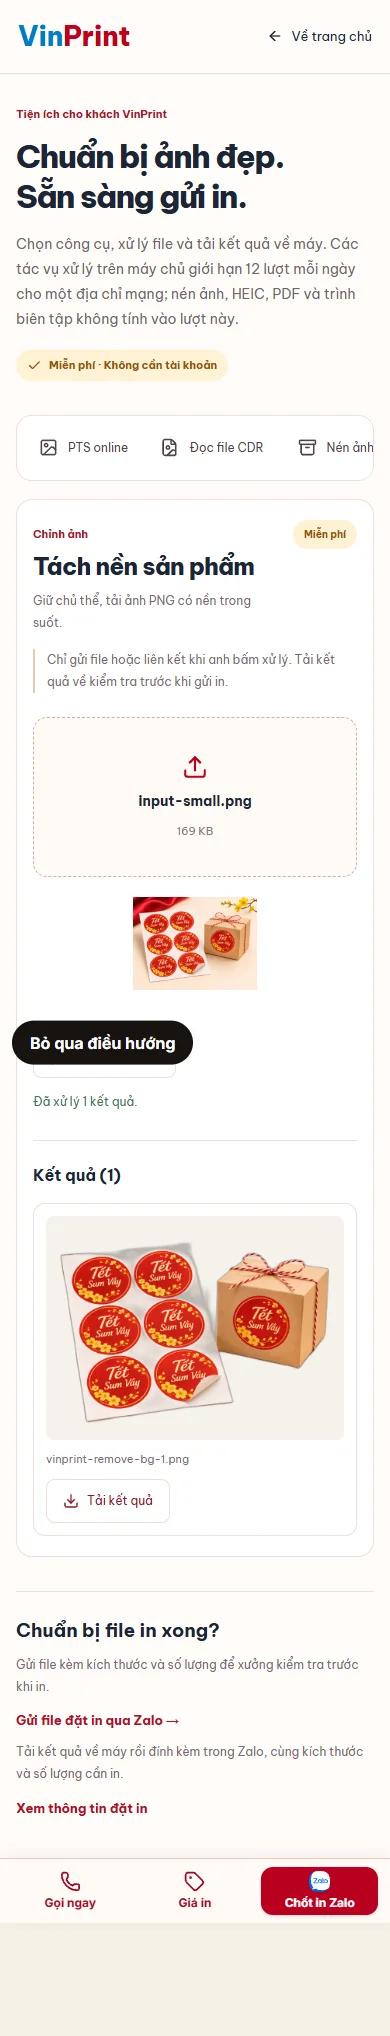 VinPrint
Về trang chủ
Tiện ích cho khách VinPrint
Chuẩn bị ảnh đẹp.
Sẵn sàng gửi in.
Chọn công cụ, xử lý file và tải kết quả về máy. Các
tác vụ xử lý trên máy chủ giới hạn 12 lượt mỗi ngày
cho một địa chỉ mạng; nén ảnh, HEIC, PDF và trình
biên tập không tính vào lượt này.
Miễn phí · Không cần tài khoản
PTS online
Đọc file CDR
Nén ảnh
Chỉnh ảnh
Miễn phí
Tách nền sản phẩm
Giữ chủ thể, tải ảnh PNG có nền trong
suốt.
Chỉ gửi file hoặc liên kết khi anh bấm xử lý. Tải kết
quả về kiểm tra trước khi gửi in.
input-small.png
169 KB
Bỏ qua điều hướng
Đã xử lý 1 kết quả.
Kết quả (1)
Tết
Sum Vầy
Tết
Sum Vầy
Tết
Sum Vầy
Tết
Sum Vầy
Tết
Sum Vầy
Tết
Sum Vầy
Tết
Sum Vầy
vinprint-remove-bg-1.png
Tải kết quả
Chuẩn bị file in xong?
Gửi file kèm kích thước và số lượng để xưởng kiểm tra trước
khi in.
Gửi file đặt in qua Zalo →
Tải kết quả về máy rồi đính kèm trong Zalo, cùng kích thước
và số lượng cần in.
Xem thông tin đặt in
Gọi ngay
Giá in
Zalo
Chốt in Zalo